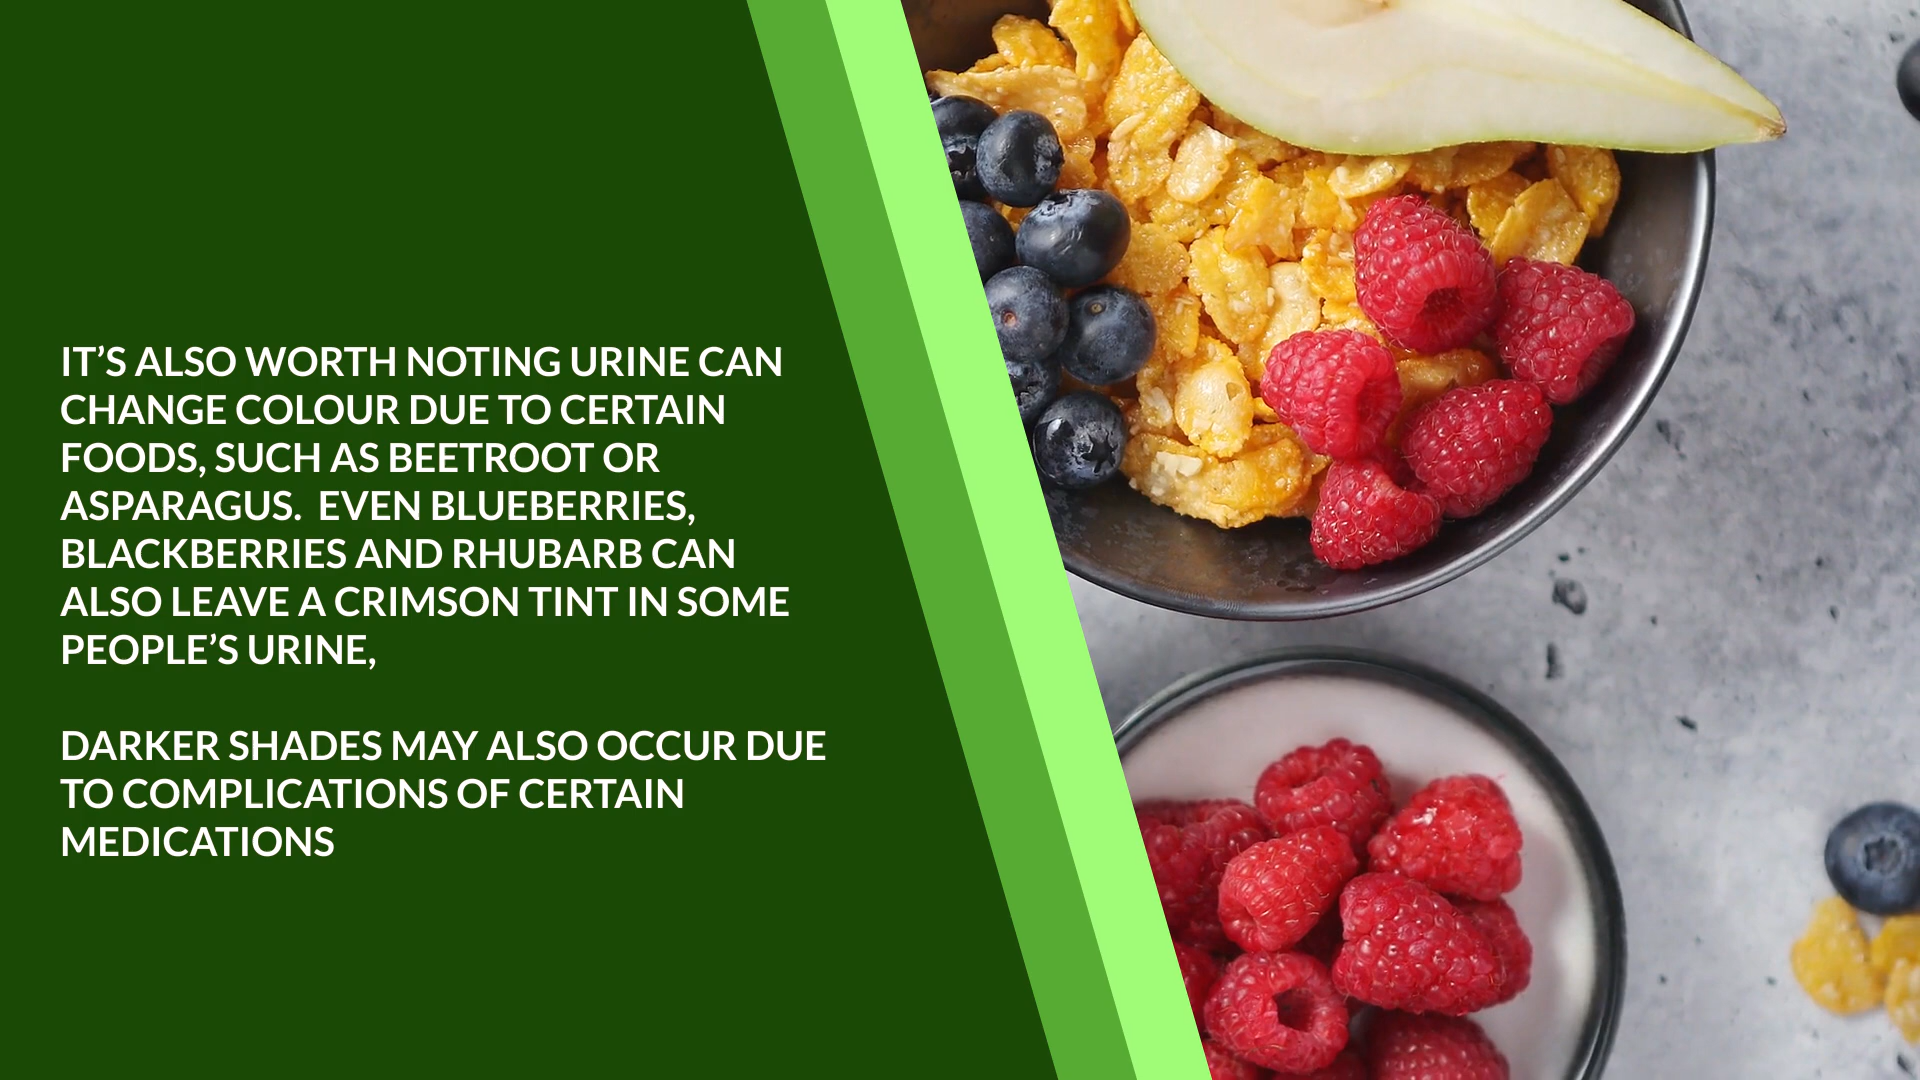 IT’S ALSO WORTH NOTING URINE CAN
CHANGE COLOUR DUE TO CERTAIN
FOODS, SUCH AS BEETROOT OR
ASPARAGUS.  EVEN BLUEBERRIES,
BLACKBERRIES AND RHUBARB CAN
ALSO LEAVE A CRIMSON TINT IN SOME
PEOPLE’S URINE,
DARKER SHADES MAY ALSO OCCUR DUE
TO COMPLICATIONS OF CERTAIN
MEDICATIONS